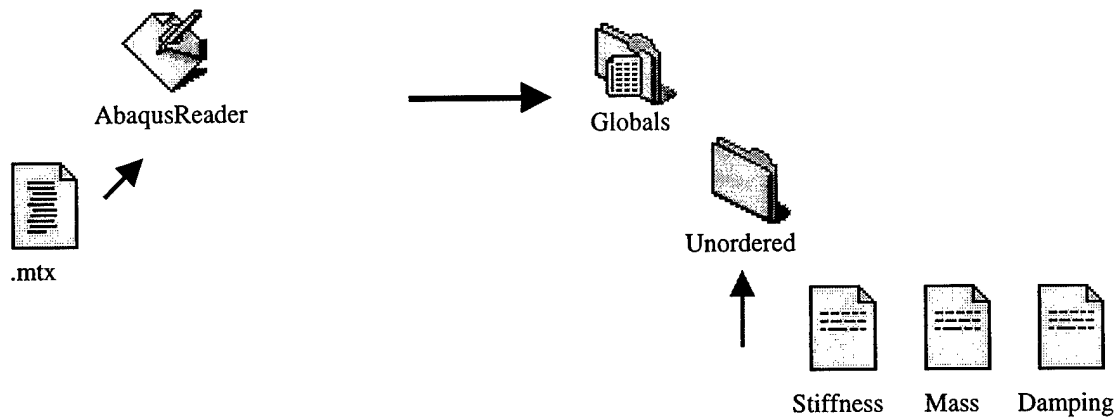 AbaqusReader
Globals
.mtx
Unordered
Stiffness
Mass
Damping